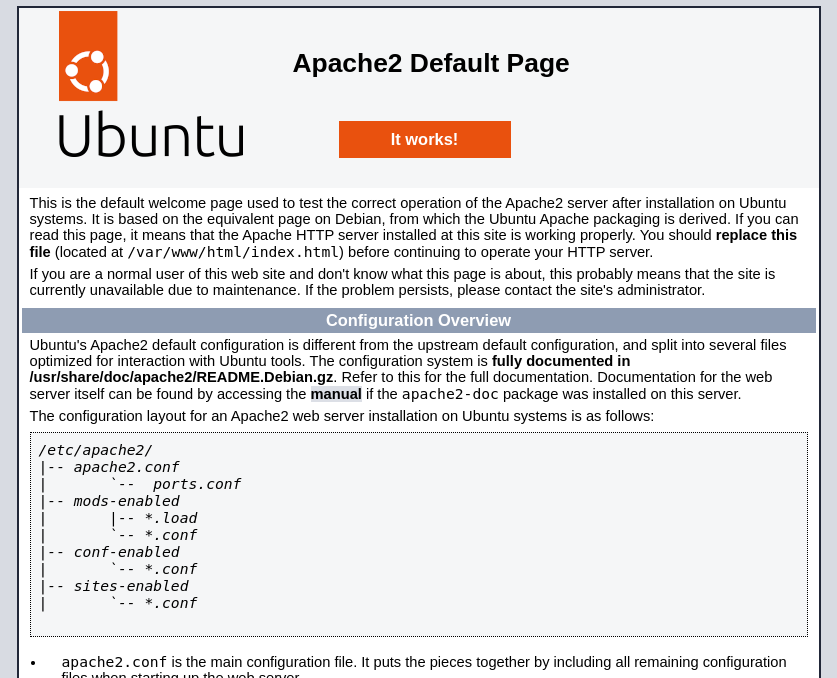 Apache2 Default Page
Ubuntu
It works!
This is the default welcome page used to test the correct operation of the Apache2 server after installation on Ubuntu
systems. It is based on the equivalent page on Debian, from which the Ubuntu Apache packaging is derived. If you can
read this page, it means that the Apache HTTP server installed at this site is working properly. You should replace this
file (located at /var/www/html/index.html) before continuing to operate your HTTP server.
If you are a normal user of this web site and don't know what this page is about, this probably means that the site is
currently unavailable due to maintenance. If the problem persists, please contact the site's administrator.
Configuration Overview
Ubuntu's Apache2 default configuration is different from the upstream default configuration, and split into several files
optimized for interaction with Ubuntu tools. The configuration system is fully documented in
/usr/share/doc/apache2/README.Debian.gz. Refer to this for the full documentation. Documentation for the web
server itself can be found by accessing the manual if the apache2-doc package was installed on this server.
The configuration layout for an Apache2 web server installation on Ubuntu systems is as follows:
/etc/apache2/
|-- apache2.conf
|       `--  ports.conf
|-- mods-enabled
|       |-- *.load
|       `-- *.conf
|-- conf-enabled
|       `-- *.conf
|-- sites-enabled
|       `-- *.conf
• apache2.conf is the main configuration file. It puts the pieces together by including all remaining configuration
files when starting up the web server.